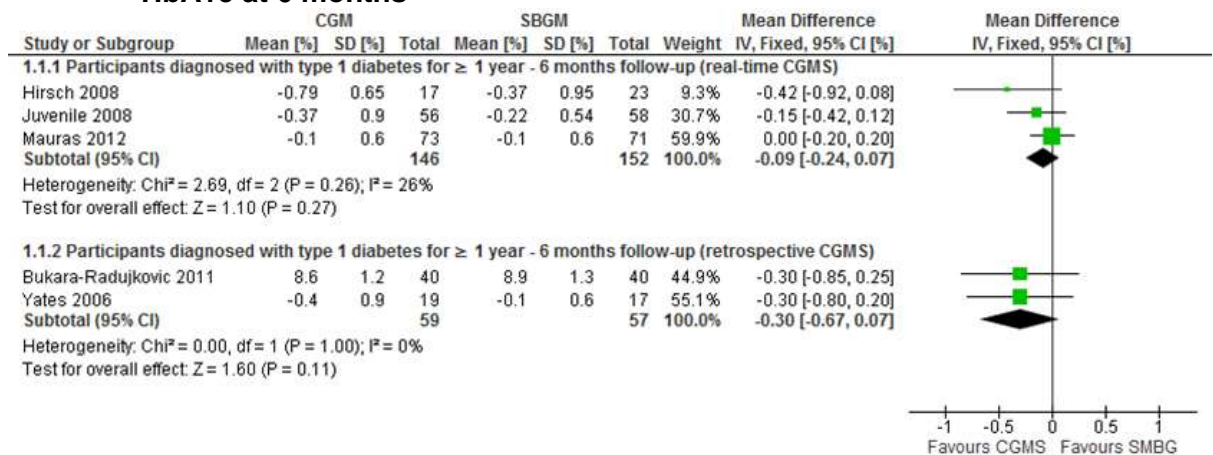 HbA1c at 6 months
CGM SBGM Mean Difference Mean Difference
Study or Subgroup Mean [%] SD [%] Total Mean [%] SD [%] Total Weight IV, Fixed, 95% CI [%] IV, Fixed, 95% CI [%]
1.1.1 Participants diagnosed with type 1 diabetes for ≥ 1 year - 6 months follow-up (real-time CGMS)
Hirsch 2008 -0.79 0.65 17 -0.37 0.95 23 9.3% -0.42 [-0.92, 0.08]
Juvenile 2008 -0.37 0.9 56 -0.22 0.54 58 30.7% -0.15 [-0.42, 0.12]
Mauras 2012 -0.1 0.6 73 -0.1 0.6 71 59.9% 0.00 [-0.20, 0.20]
Subtotal (95% CI) 146 152 100.0% -0.09 [-0.24, 0.07]
Heterogeneity: Chi² = 2.69, df = 2 (P = 0.26); I² = 26%
Test for overall effect: Z = 1.10 (P = 0.27)
1.1.2 Participants diagnosed with type 1 diabetes for ≥ 1 year - 6 months follow-up (retrospective CGMS)
Bukara-Radujkovic 2011 8.6 1.2 40 8.9 1.3 40 44.9% -0.30 [-0.85, 0.25]
Yates 2006 -0.4 0.9 19 -0.1 0.6 17 55.1% -0.30 [-0.80, 0.20]
Subtotal (95% CI) 59 57 100.0% -0.30 [-0.67, 0.07]
Heterogeneity: Chi² = 0.00, df = 1 (P = 1.00); I² = 0%
Test for overall effect: Z = 1.60 (P = 0.11)
-1 -0.5 0 0.5 1
Favours CGMS Favours SMBG